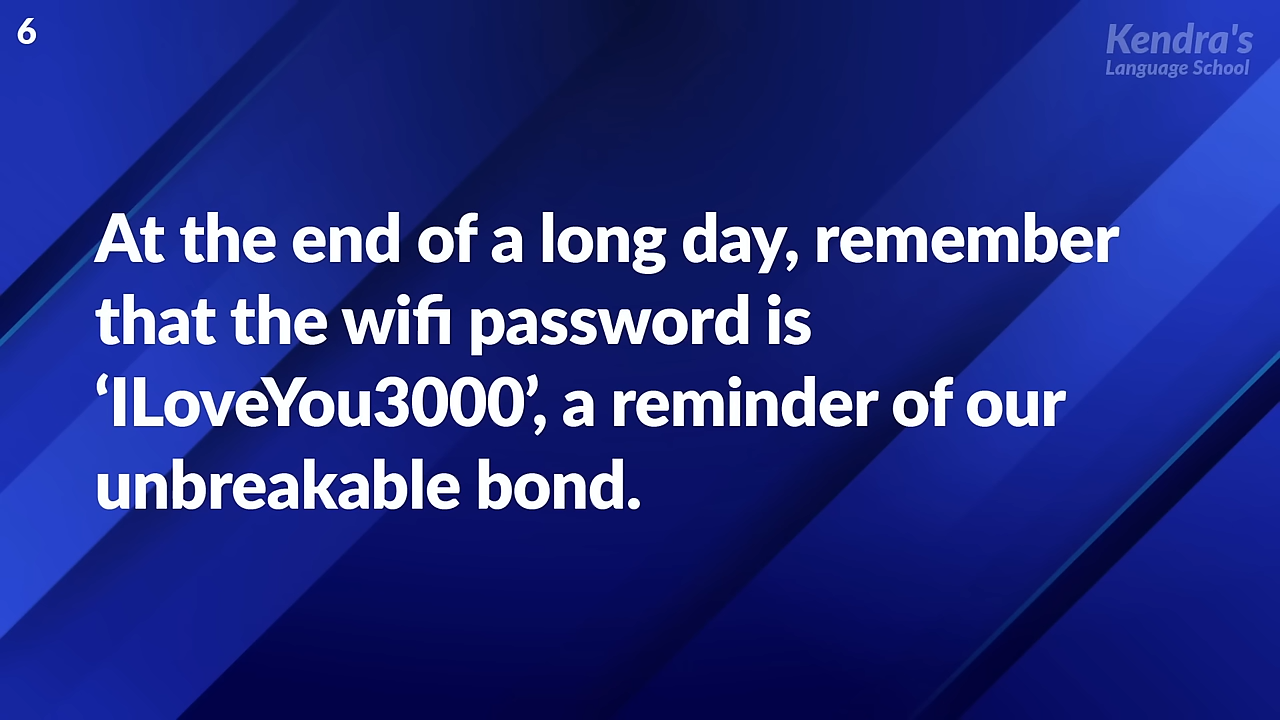 6
Kendra's
Language School
At the end of a long day, remember
that the wifi password is
‘ILoveYou3000’, a reminder of our
unbreakable bond.